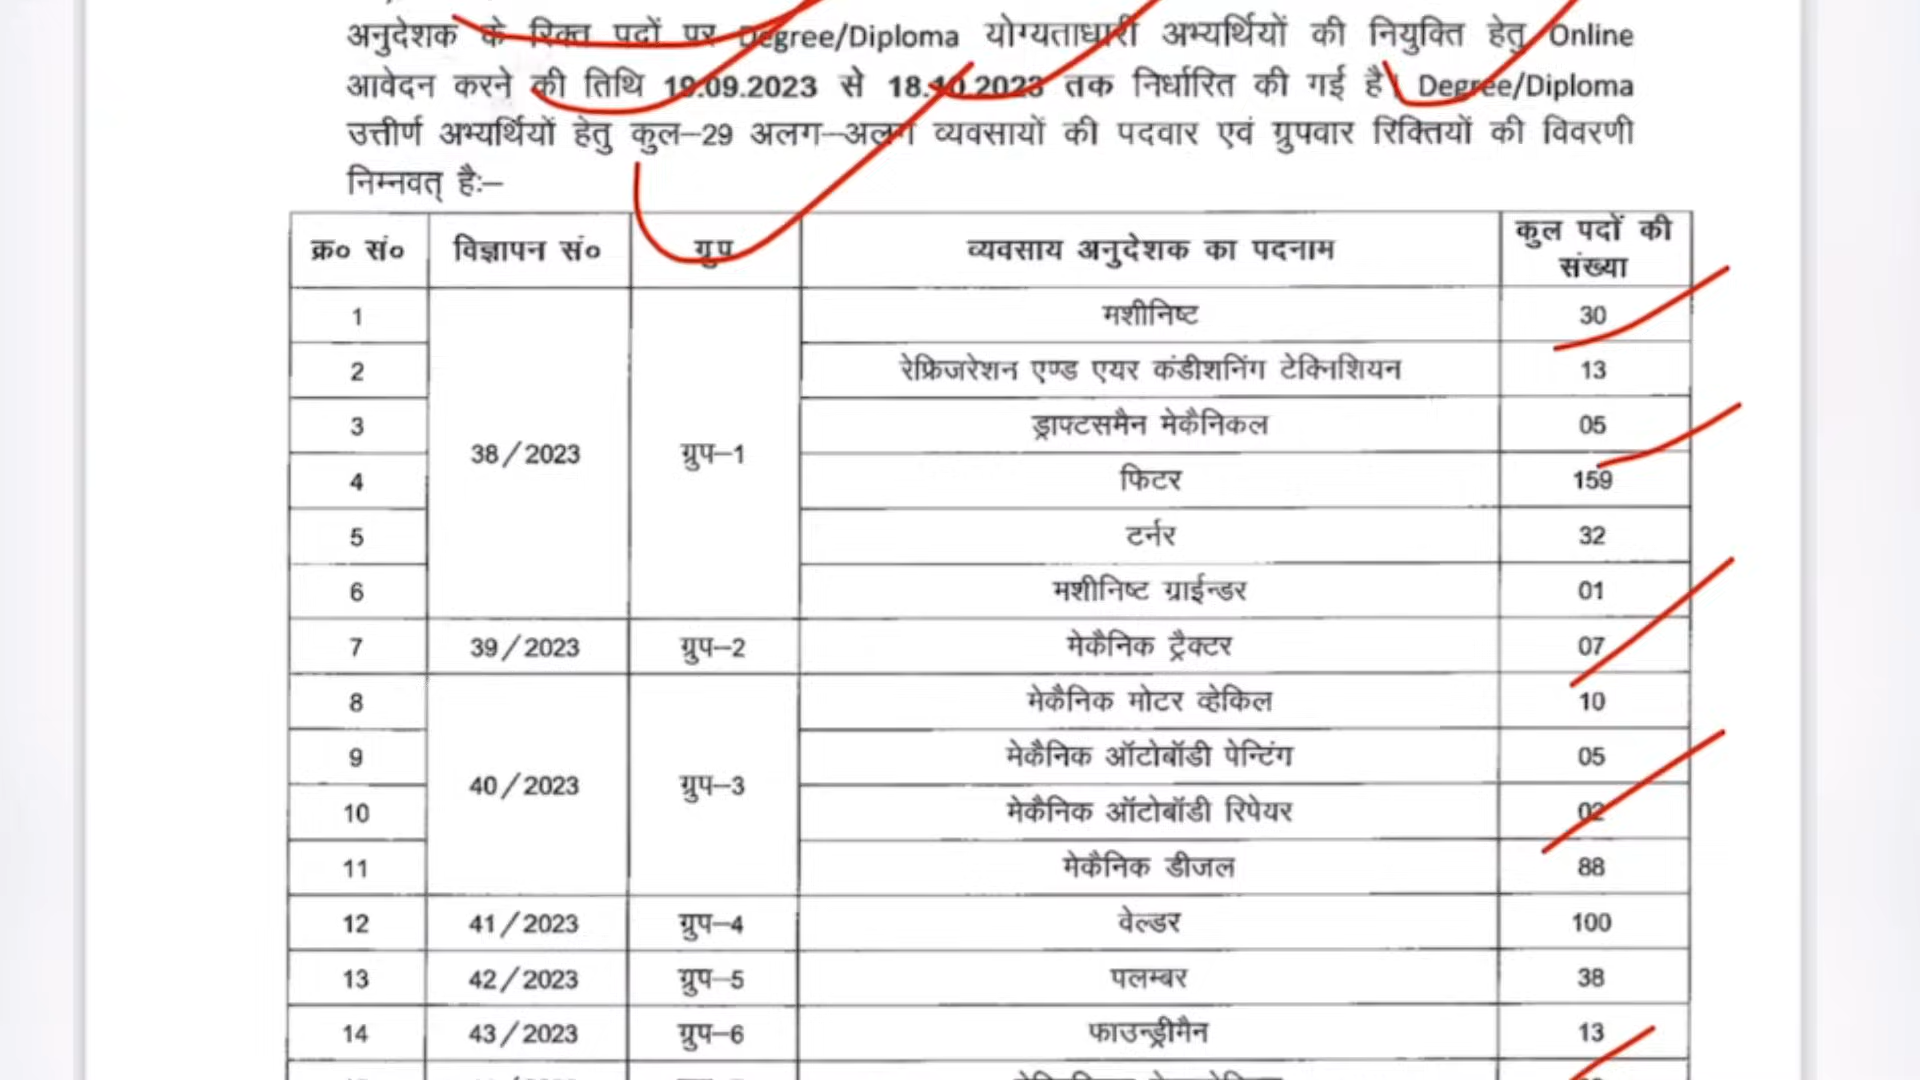 अनुदेशक के रिक्त पदों पर Degree/Diploma योग्यताधारी अभ्यर्थियों की नियुक्ति हेतु Online
आवेदन करने की तिथि 19.09.2023 से 18.10.2023 तक निर्धारित की गई है। Degree/Diploma
उत्तीर्ण अभ्यर्थियों हेतु कुल–29 अलग–अलग व्यवसायों की पदवार एवं ग्रुपवार रिक्तियों की विवरणी
निम्नवत् है:–
क्र० सं० विज्ञापन सं० ग्रुप व्यवसाय अनुदेशक का पदनाम कुल पदों की संख्या
1 38/2023 ग्रुप–1 मशीनिष्ट 30
2 रेफ्रिजरेशन एण्ड एयर कंडीशनिंग टेक्निशियन 13
3 ड्राफ्टसमैन मेकैनिकल 05
4 फिटर 159
5 टर्नर 32
6 मशीनिष्ट ग्राईन्डर 01
7 39/2023 ग्रुप–2 मेकैनिक ट्रैक्टर 07
8 40/2023 ग्रुप–3 मेकैनिक मोटर व्हेकिल 10
9 मेकैनिक ऑटोबॉडी पेन्टिंग 05
10 मेकैनिक ऑटोबॉडी रिपेयर 02
11 मेकैनिक डीजल 88
12 41/2023 ग्रुप–4 वेल्डर 100
13 42/2023 ग्रुप–5 पलम्बर 38
14 43/2023 ग्रुप–6 फाउन्ड्रीमैन 13